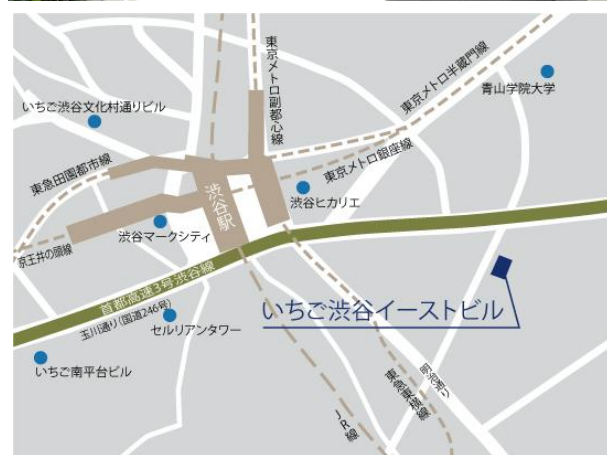 東京メトロ副都心線
東京メトロ半蔵門線
青山学院大学
いちご渋谷文化村通りビル
東急田園都市線
東京メトロ銀座線
渋谷駅
渋谷ヒカリエ
京王井の頭線
渋谷マークシティ
首都高速3号渋谷線
玉川通り(国道246号)
セルリアンタワー
いちご渋谷イーストビル
いちご南平台ビル
JR線
東急東横線
明治通り